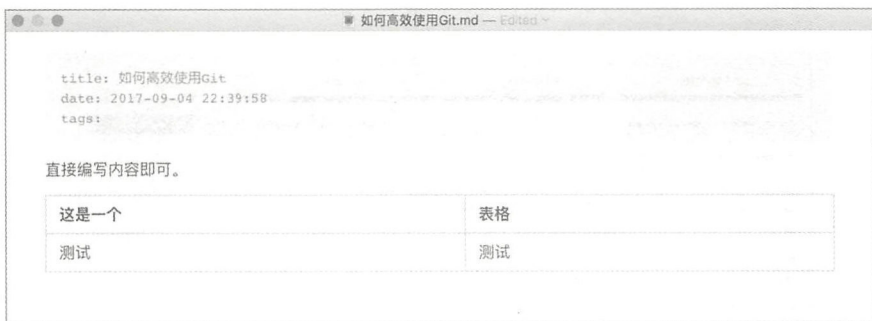 如何高效使用Git.md — Edited
title: 如何高效使用Git
date: 2017-09-04 22:39:58
tags:
直接编写内容即可。
这是一个 表格
测试 测试